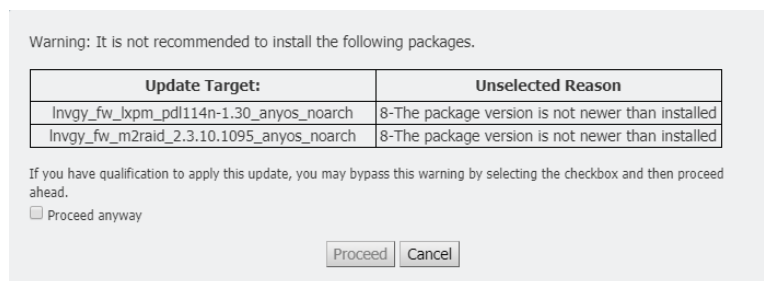 Warning: It is not recommended to install the following packages.
Update Target: Unselected Reason
lnvgy_fw_lxpm_pdl114n-1.30_anyos_noarch 8-The package version is not newer than installed
lnvgy_fw_m2raid_2.3.10.1095_anyos_noarch 8-The package version is not newer than installed
If you have qualification to apply this update, you may bypass this warning by selecting the checkbox and then proceed
ahead.
Proceed anyway
Proceed Cancel